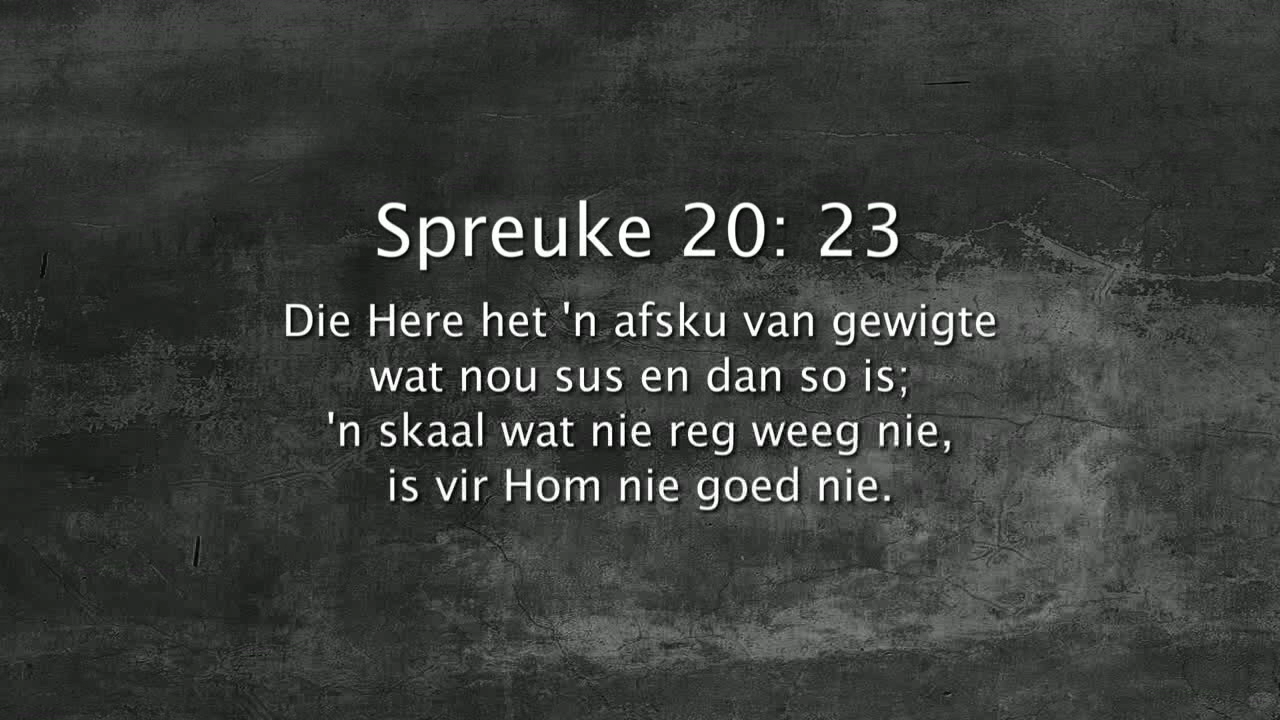 Spreuke 20: 23
Die Here het 'n afsku van gewigte
wat nou sus en dan so is;
'n skaal wat nie reg weeg nie,
is vir Hom nie goed nie.